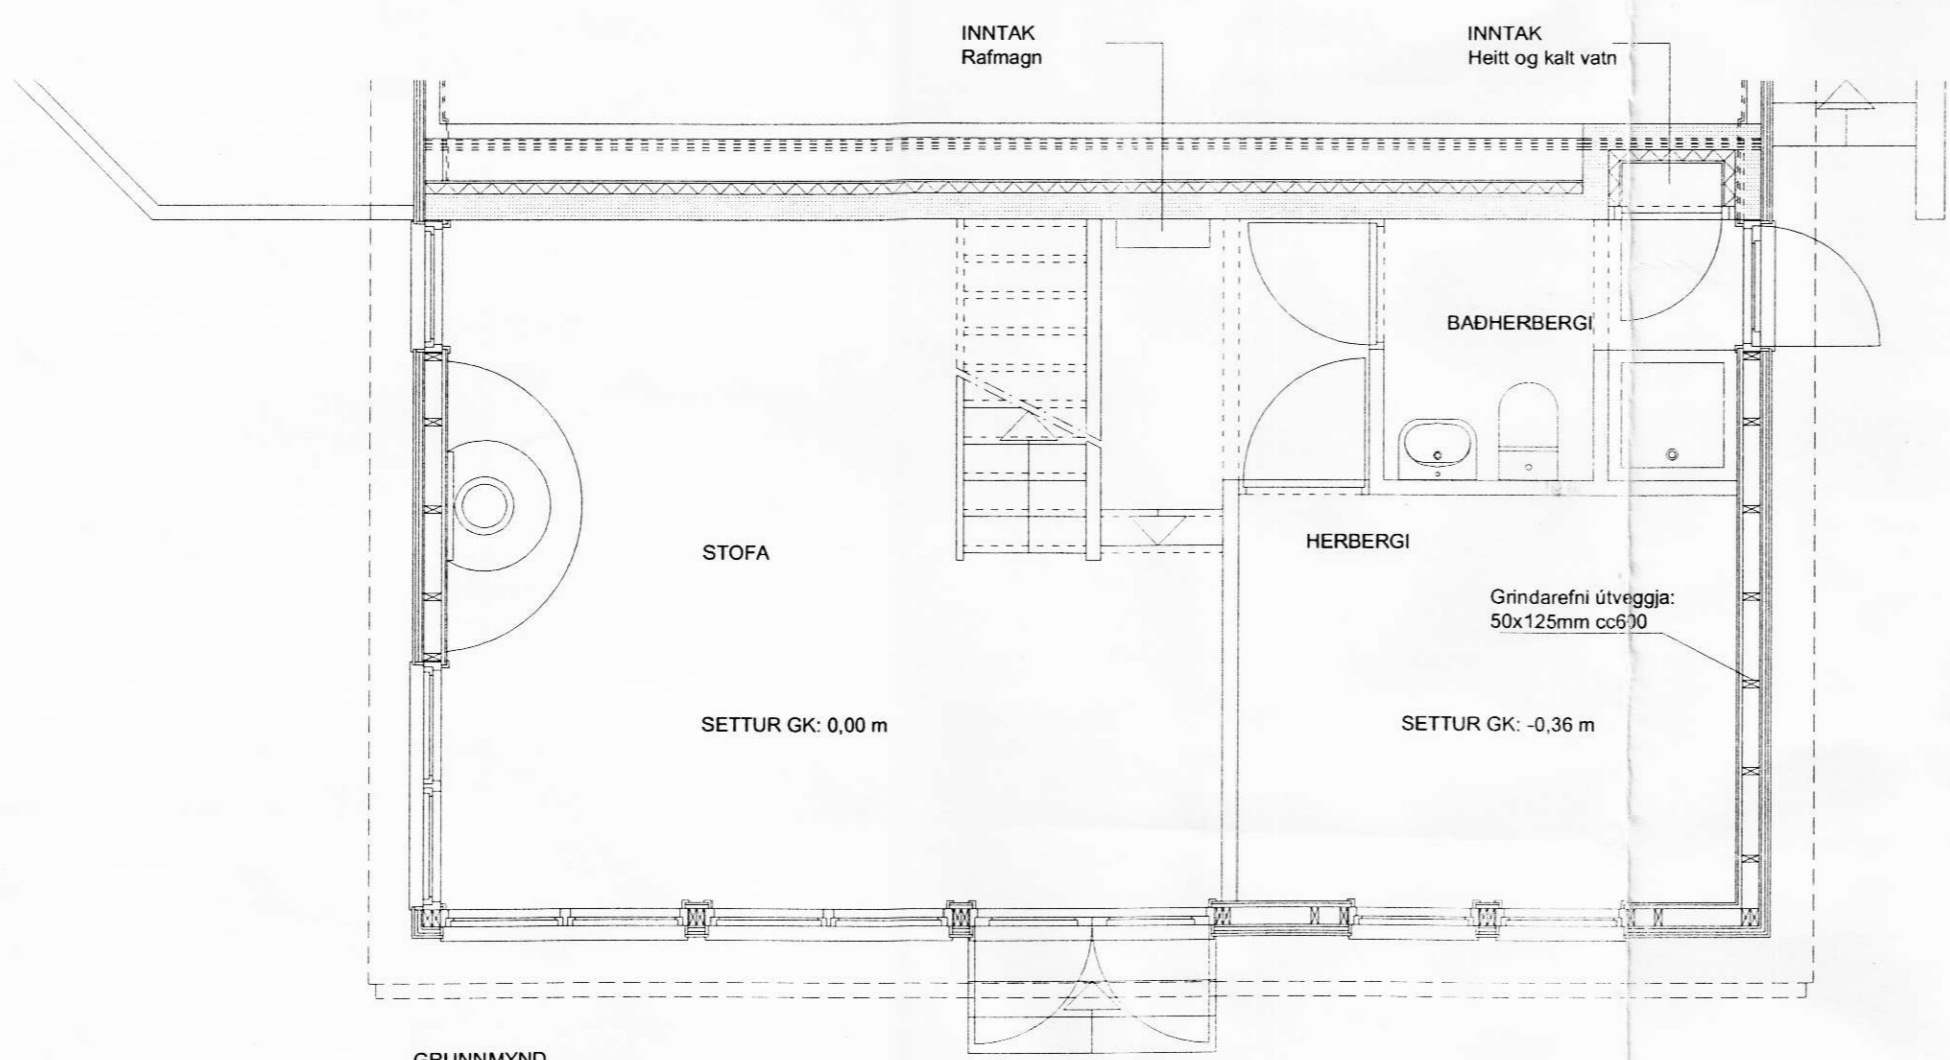 INNTAK
Rafmagn
INNTAK
Heitt og kalt vatn
BAÐHERBERGI
STOFA
HERBERGI
Grindarefni útveggja:
50x125mm cc600
SETTUR GK: 0,00 m
SETTUR GK: -0,36 m
GRUNNMYND